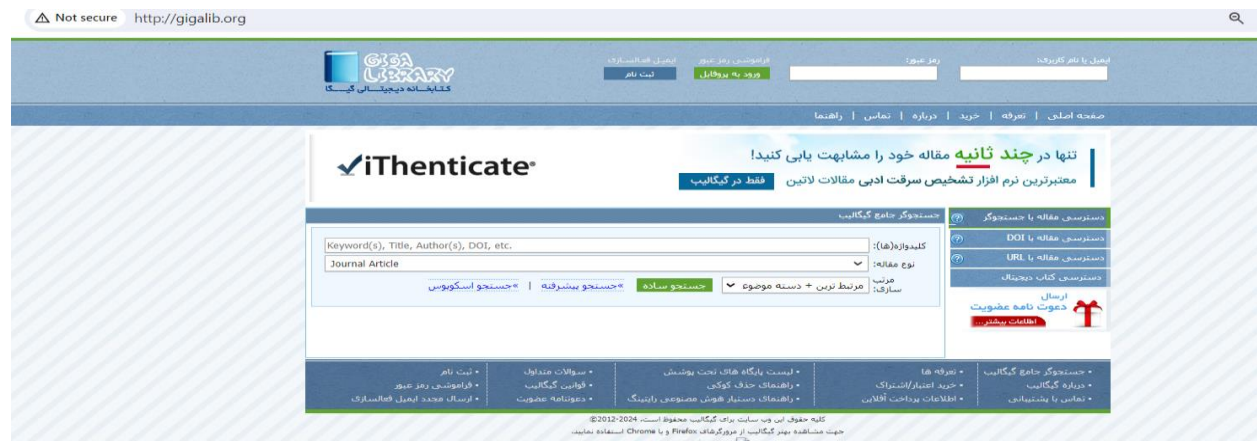 Not secure http://gigalib.org
GIGA LIBRARY
کتابخانه دیجیتالی گیگا
ایمیل یا نام کاربری:
رمز عبور:
فراموشی رمز عبور ایمیل فعالسازی
ورود به پروفایل ثبت نام
صفحه اصلی | تعرفه | خرید | درباره | تماس | راهنما
تنها در چند ثانیه مقاله خود را مشابهت یابی کنید!
معتبرترین نرم افزار تشخیص سرقت ادبی مقالات لاتین فقط در گیگالیب
iThenticate®
دسترسی مقاله با جستجوگر
دسترسی مقاله با DOI
دسترسی مقاله با URL
دسترسی کتاب دیجیتال
ارسال
دعوت نامه عضویت
اطلاعات بیشتر...
جستجوگر جامع گیگالیب
کلیدواژه(ها):
Keyword(s), Title, Author(s), DOI, etc.
نوع مقاله:
Journal Article
مرتب سازی:
مرتبط ترین + دسته موضوع جستجو ساده »جستجو پیشرفته | »جستجو اسکوپوس
• جستجوگر جامع گیگالیب • تعرفه ها • لیست پایگاه های تحت پوشش • سوالات متداول • ثبت نام
• درباره گیگالیب • خرید اعتبار/اشتراک • راهنمای حذف کوکی • قوانین گیگالیب • فراموشی رمز عبور
• تماس با پشتیبانی • اطلاعات پرداخت آفلاین • راهنمای دستیار هوش مصنوعی رایتینگ • دعوتنامه عضویت • ارسال مجدد ایمیل فعالسازی
کلیه حقوق این وب سایت برای گیگالیب محفوظ است، 2024-2012©
جهت مشاهده بهتر گیگالیب از مرورگرهای Firefox و یا Chrome استفاده نمایید.